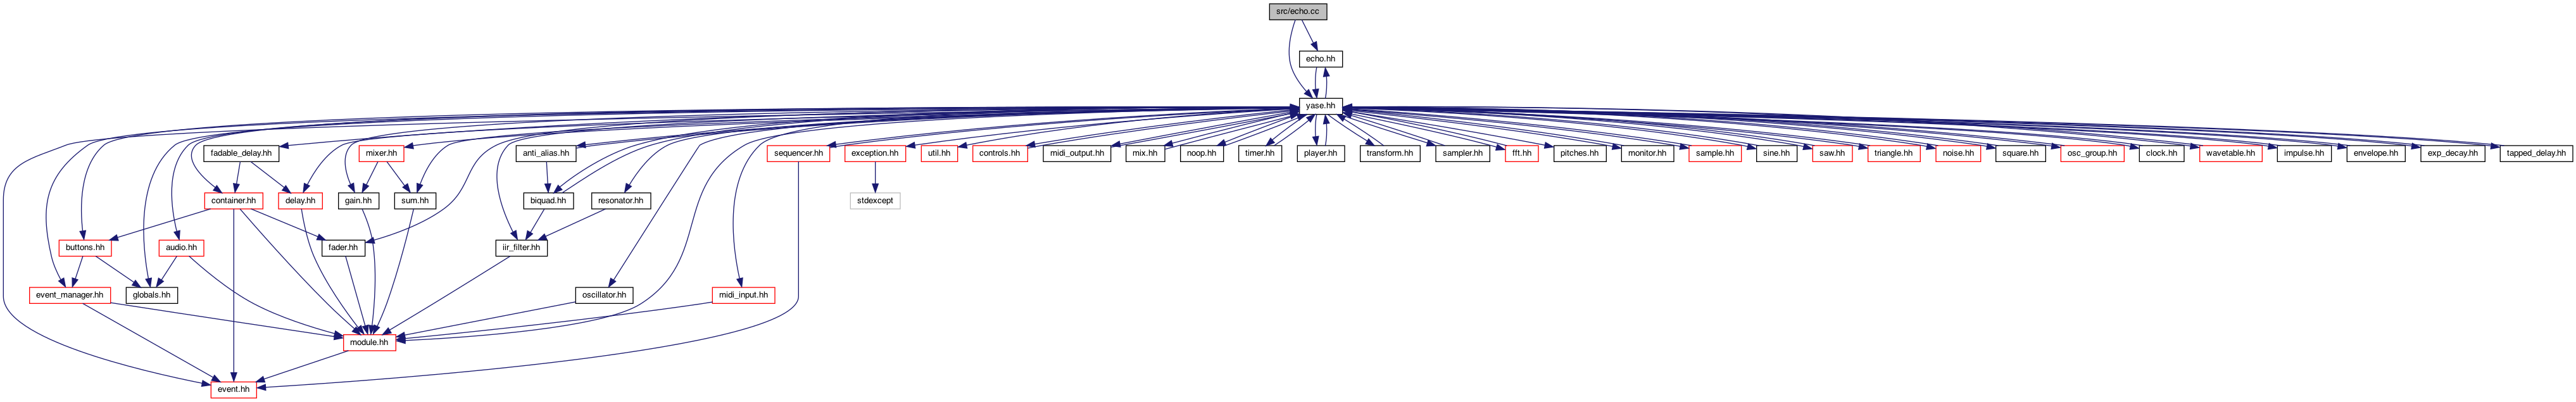 src/echo.cc
echo.hh
yase.hh
fadable_delay.hh
mixer.hh
anti_alias.hh
sequencer.hh
exception.hh
util.hh
controls.hh
midi_output.hh
mix.hh
noop.hh
timer.hh
player.hh
transform.hh
sampler.hh
fft.hh
pitches.hh
monitor.hh
sample.hh
sine.hh
saw.hh
triangle.hh
noise.hh
square.hh
osc_group.hh
clock.hh
wavetable.hh
impulse.hh
envelope.hh
exp_decay.hh
tapped_delay.hh
container.hh
delay.hh
gain.hh
sum.hh
biquad.hh
resonator.hh
stdexcept
buttons.hh
audio.hh
fader.hh
iir_filter.hh
event_manager.hh
globals.hh
oscillator.hh
midi_input.hh
module.hh
event.hh